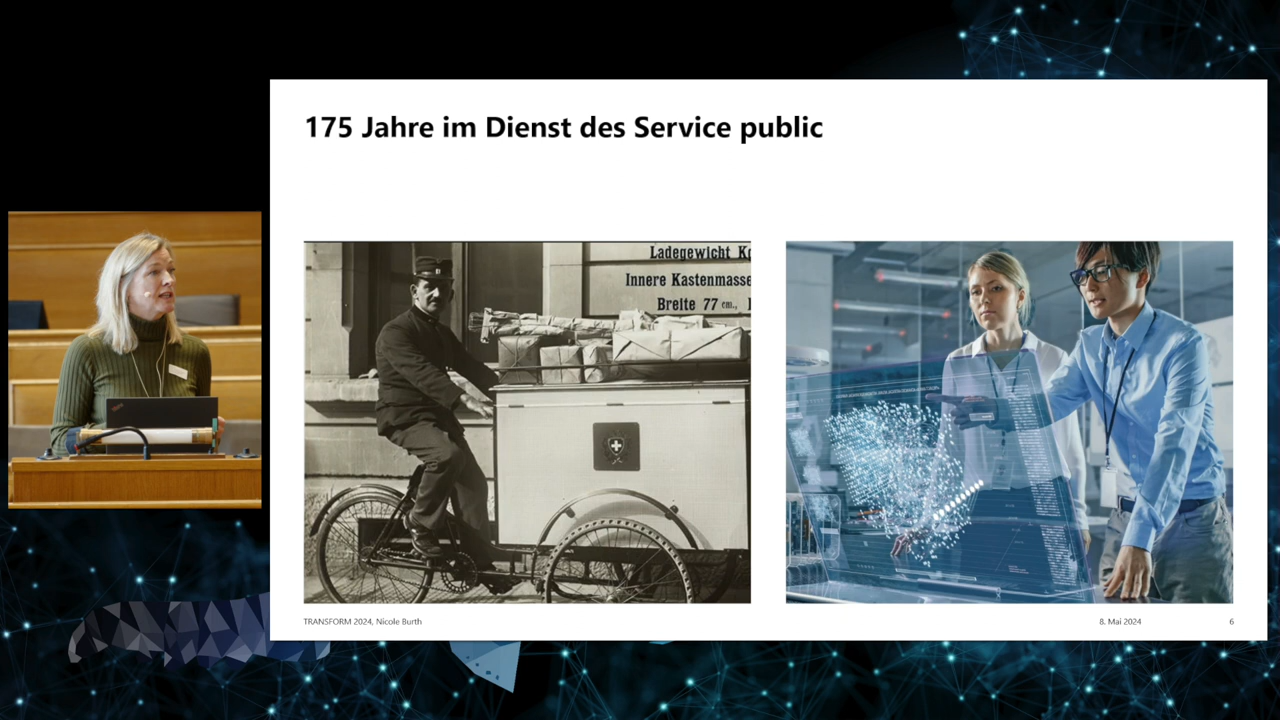 175 Jahre im Dienst des Service public
Ladegewicht
Innere Kastenmasse
Breite 77 cm.,
TRANSFORM 2024, Nicole Burth
8. Mai 2024
6